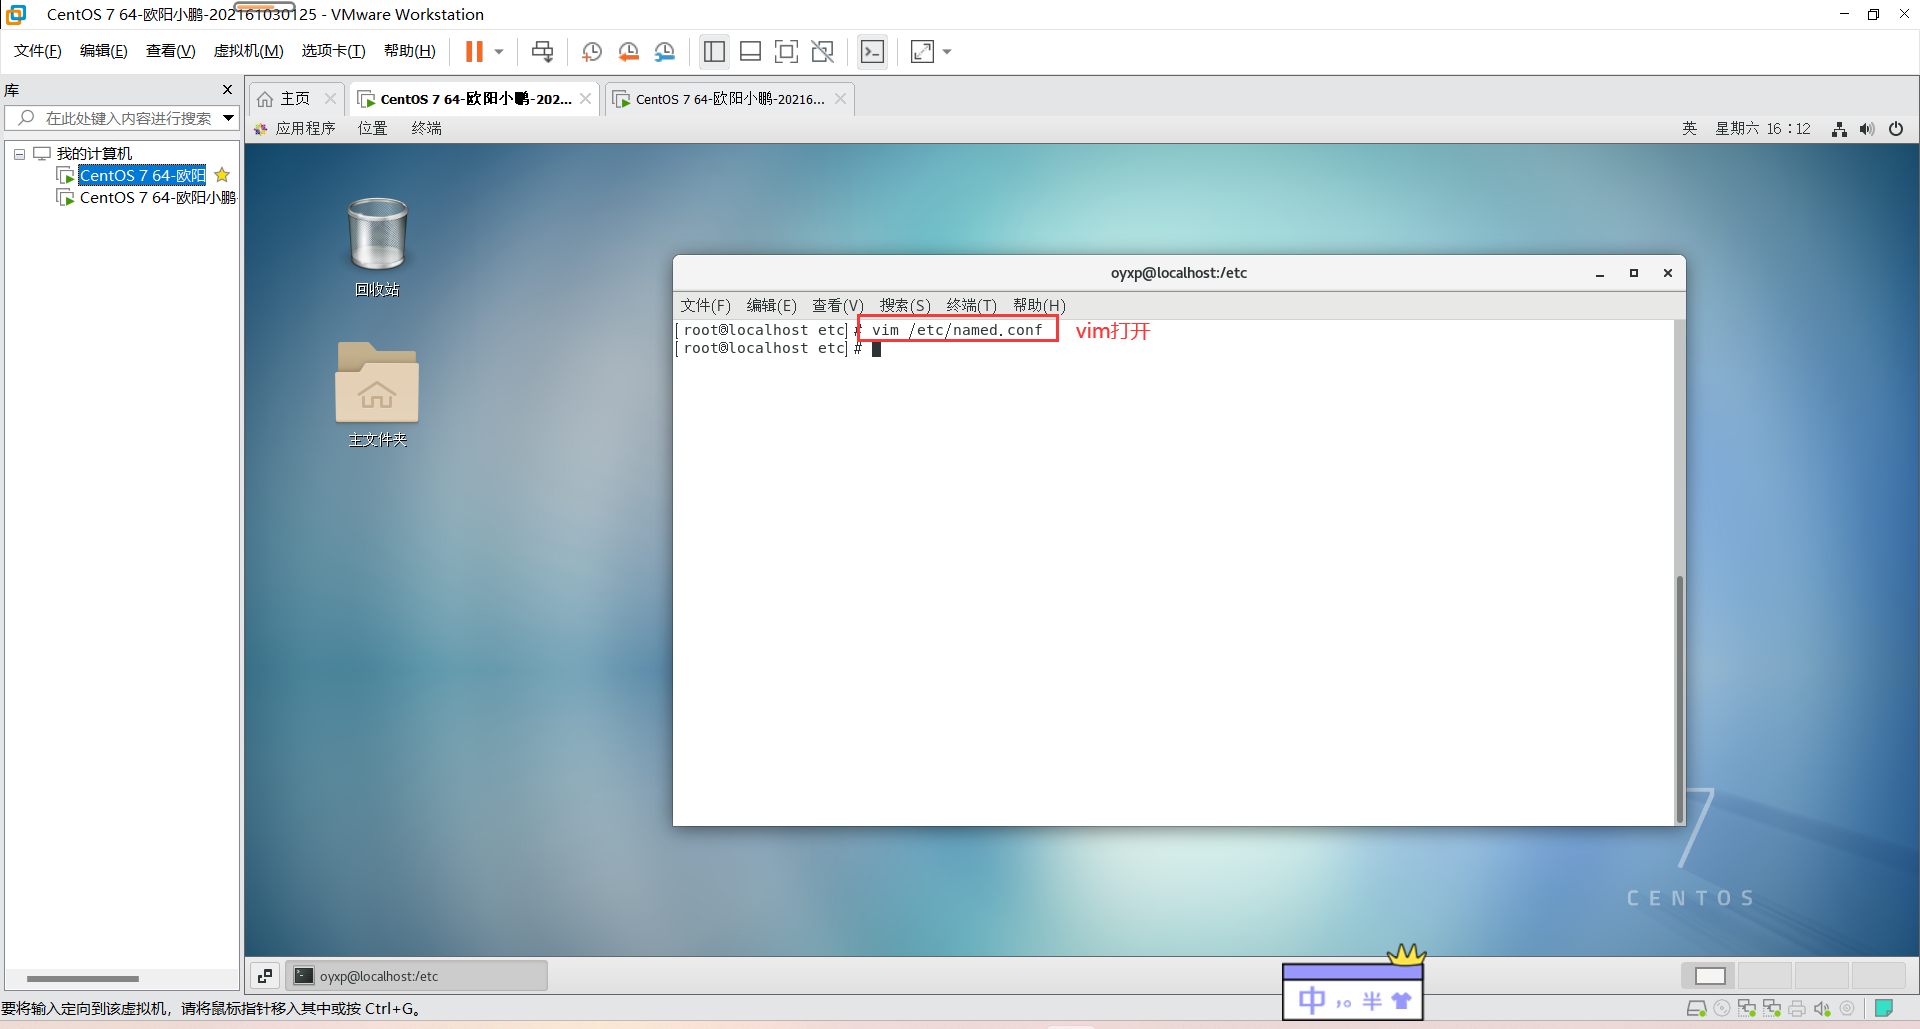 CentOS 7 64-欧阳小鹏-202161030125 - VMware Workstation
文件(F) 编辑(E) 查看(V) 虚拟机(M) 选项卡(T) 帮助(H)
库
主页
CentOS 7 64-欧阳小鹏-202...
CentOS 7 64-欧阳小鹏-20216...
在此处键入内容进行搜索
应用程序 位置 终端
英 星期六 16:12
我的计算机
CentOS 7 64-欧阳
CentOS 7 64-欧阳小鹏-
回收站
主文件夹
oyxp@localhost:/etc
文件(F) 编辑(E) 查看(V) 搜索(S) 终端(T) 帮助(H)
[root@localhost etc]# vim /etc/named.conf
vim打开
[root@localhost etc]#
7
CENTOS
oyxp@localhost:/etc
中 ,。 半
要将输入定向到该虚拟机，请将鼠标指针移入其中或按 Ctrl+G。